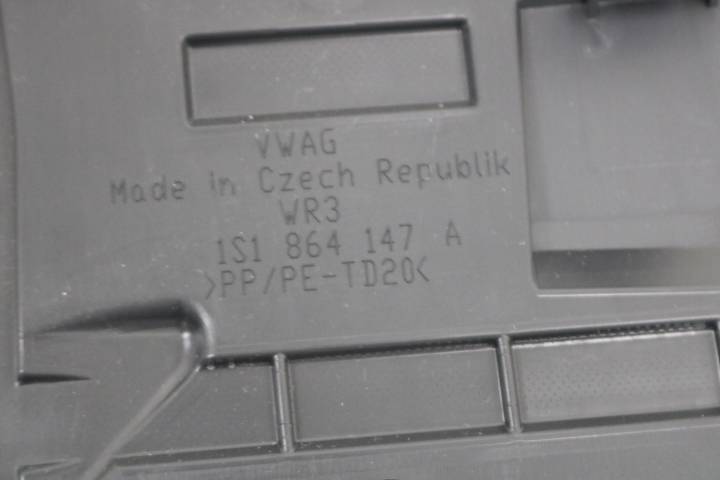 VWAG
Made in Czech Republik
WR3
1S1 864 147 A
>PP/PE-TD20<